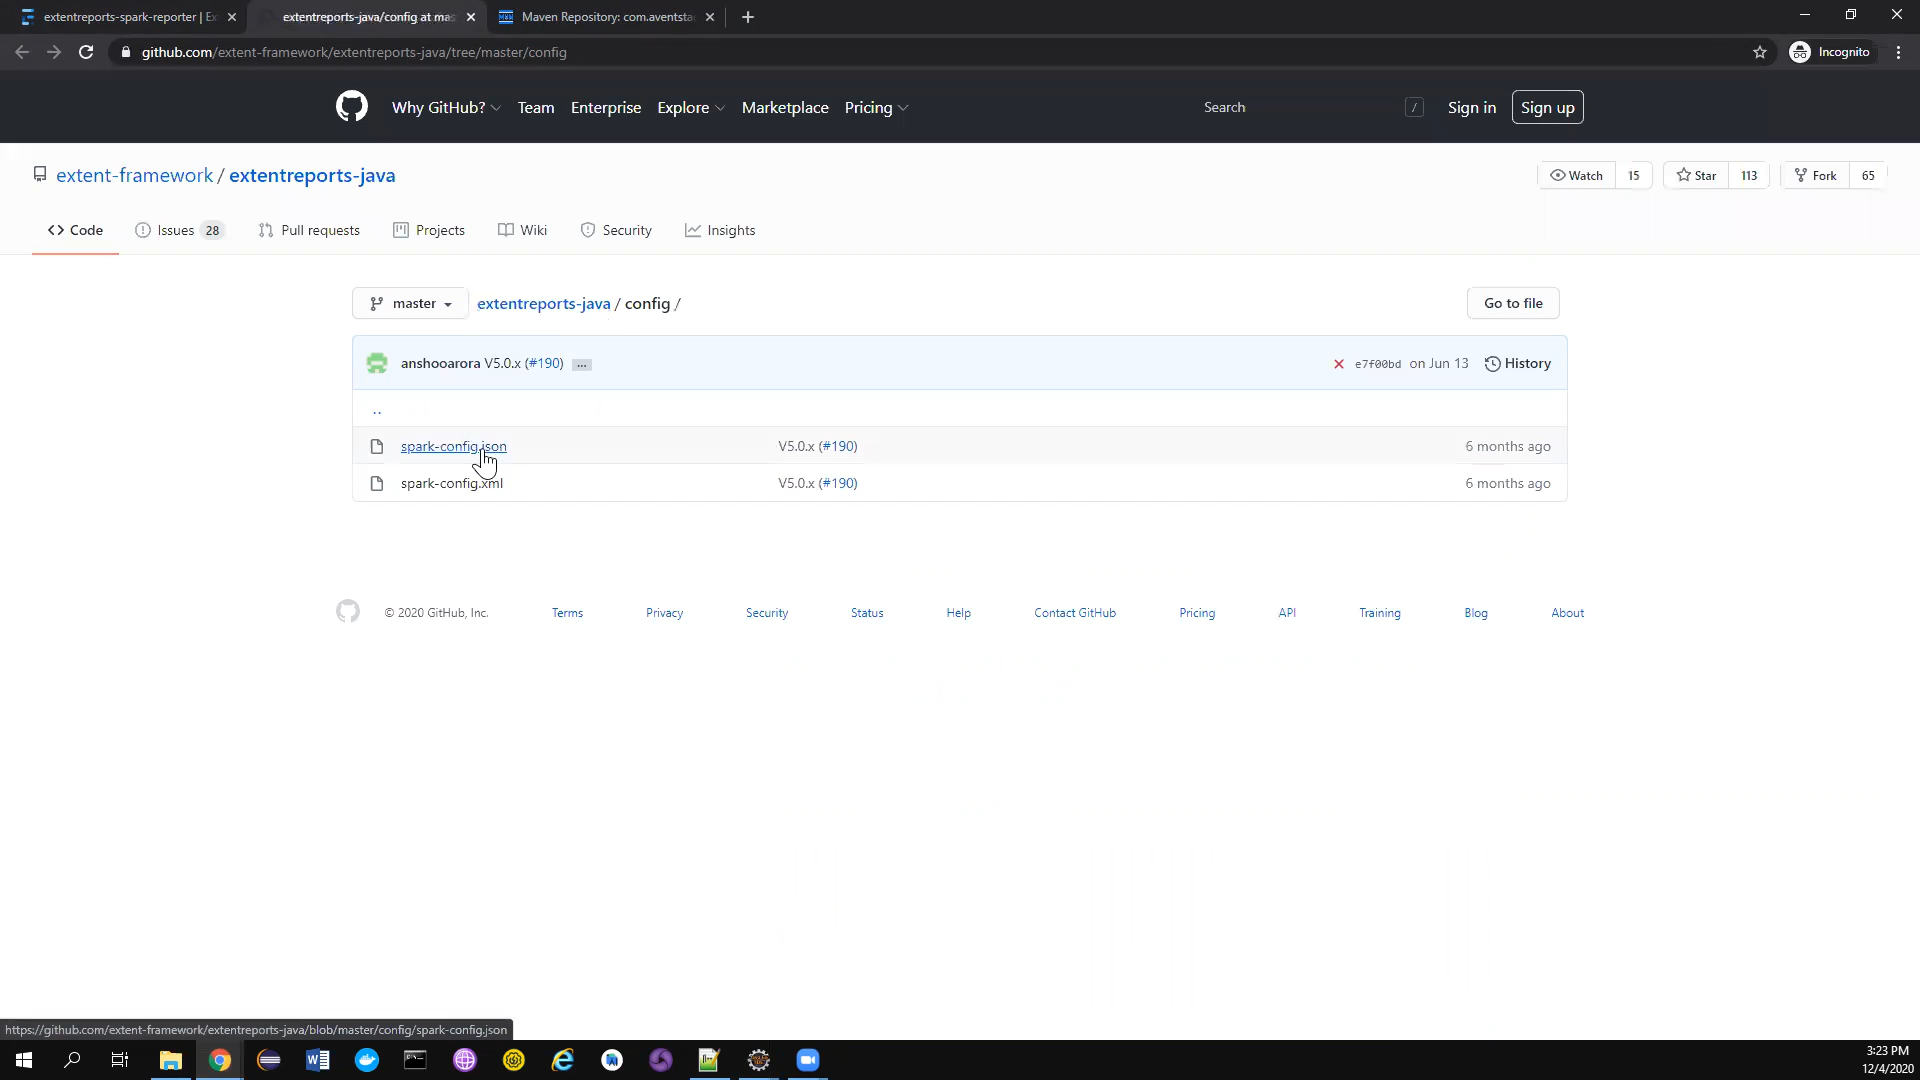 extentreports-spark-reporter | Ex
extentreports-java/config at mas
Maven Repository: com.aventsta
github.com/extent-framework/extentreports-java/tree/master/config
Incognito
Why GitHub?
Team
Enterprise
Explore
Marketplace
Pricing
Search
/
Sign in
Sign up
extent-framework / extentreports-java
Watch 15
Star 113
Fork 65
Code
Issues 28
Pull requests
Projects
Wiki
Security
Insights
master
extentreports-java / config /
Go to file
anshooarora V5.0.x (#190) ...
e7f00bd on Jun 13
History
..
spark-config.json V5.0.x (#190) 6 months ago
spark-config.xml V5.0.x (#190) 6 months ago
© 2020 GitHub, Inc.
Terms
Privacy
Security
Status
Help
Contact GitHub
Pricing
API
Training
Blog
About
https://github.com/extent-framework/extentreports-java/blob/master/config/spark-config.json
3:23 PM
12/4/2020